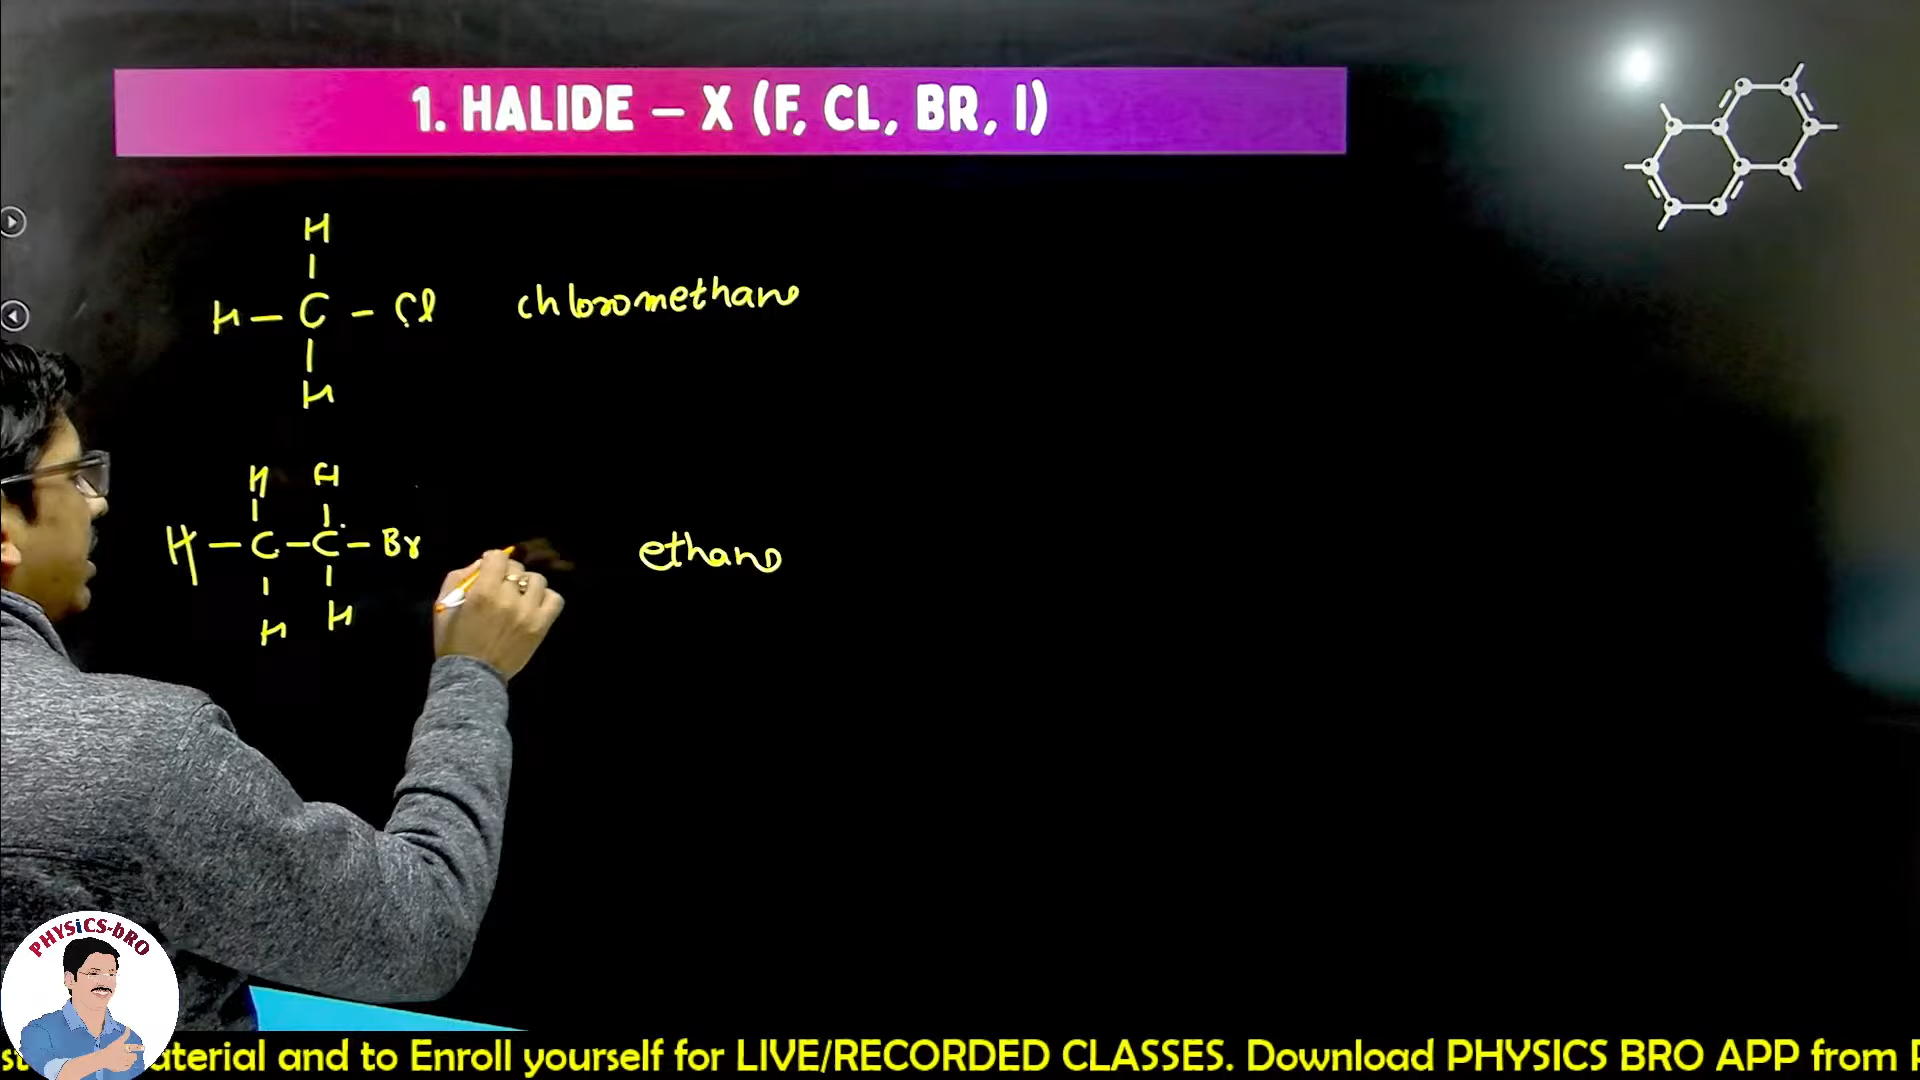 1. HALIDE – X (F, CL, BR, I)
H
H – C – Cl chloromethane
H
H H
H – C – C – Br ethane
H H
PHYSiCS-bRO
aterial and to Enroll yourself for LIVE/RECORDED CLASSES. Download PHYSICS BRO APP from